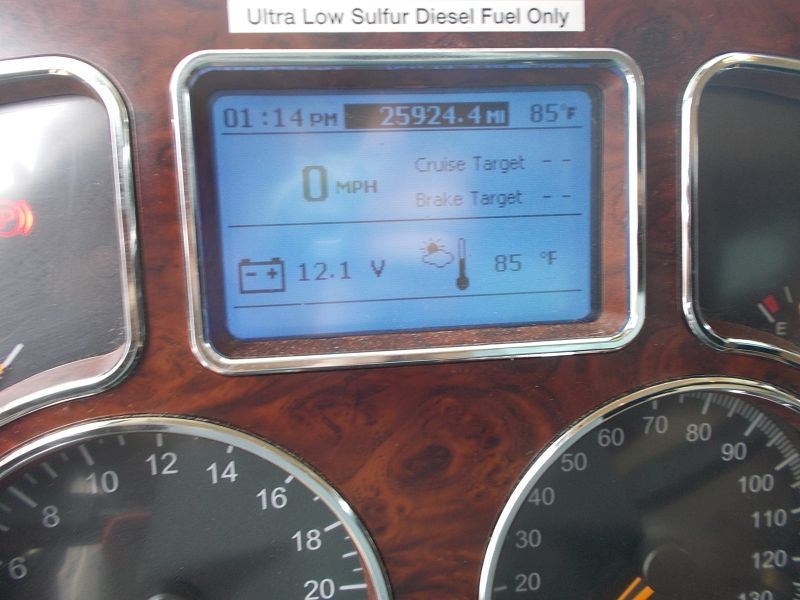 Ultra Low Sulfur Diesel Fuel Only
01:14 PM 25924.4 MI 85°F
0 MPH
Cruise Target - -
Brake Target - -
12.1 V
85 °F
E
6 8 10 12 14 16 18 20
20 30 40 50 60 70 80 90 100 110 120 130